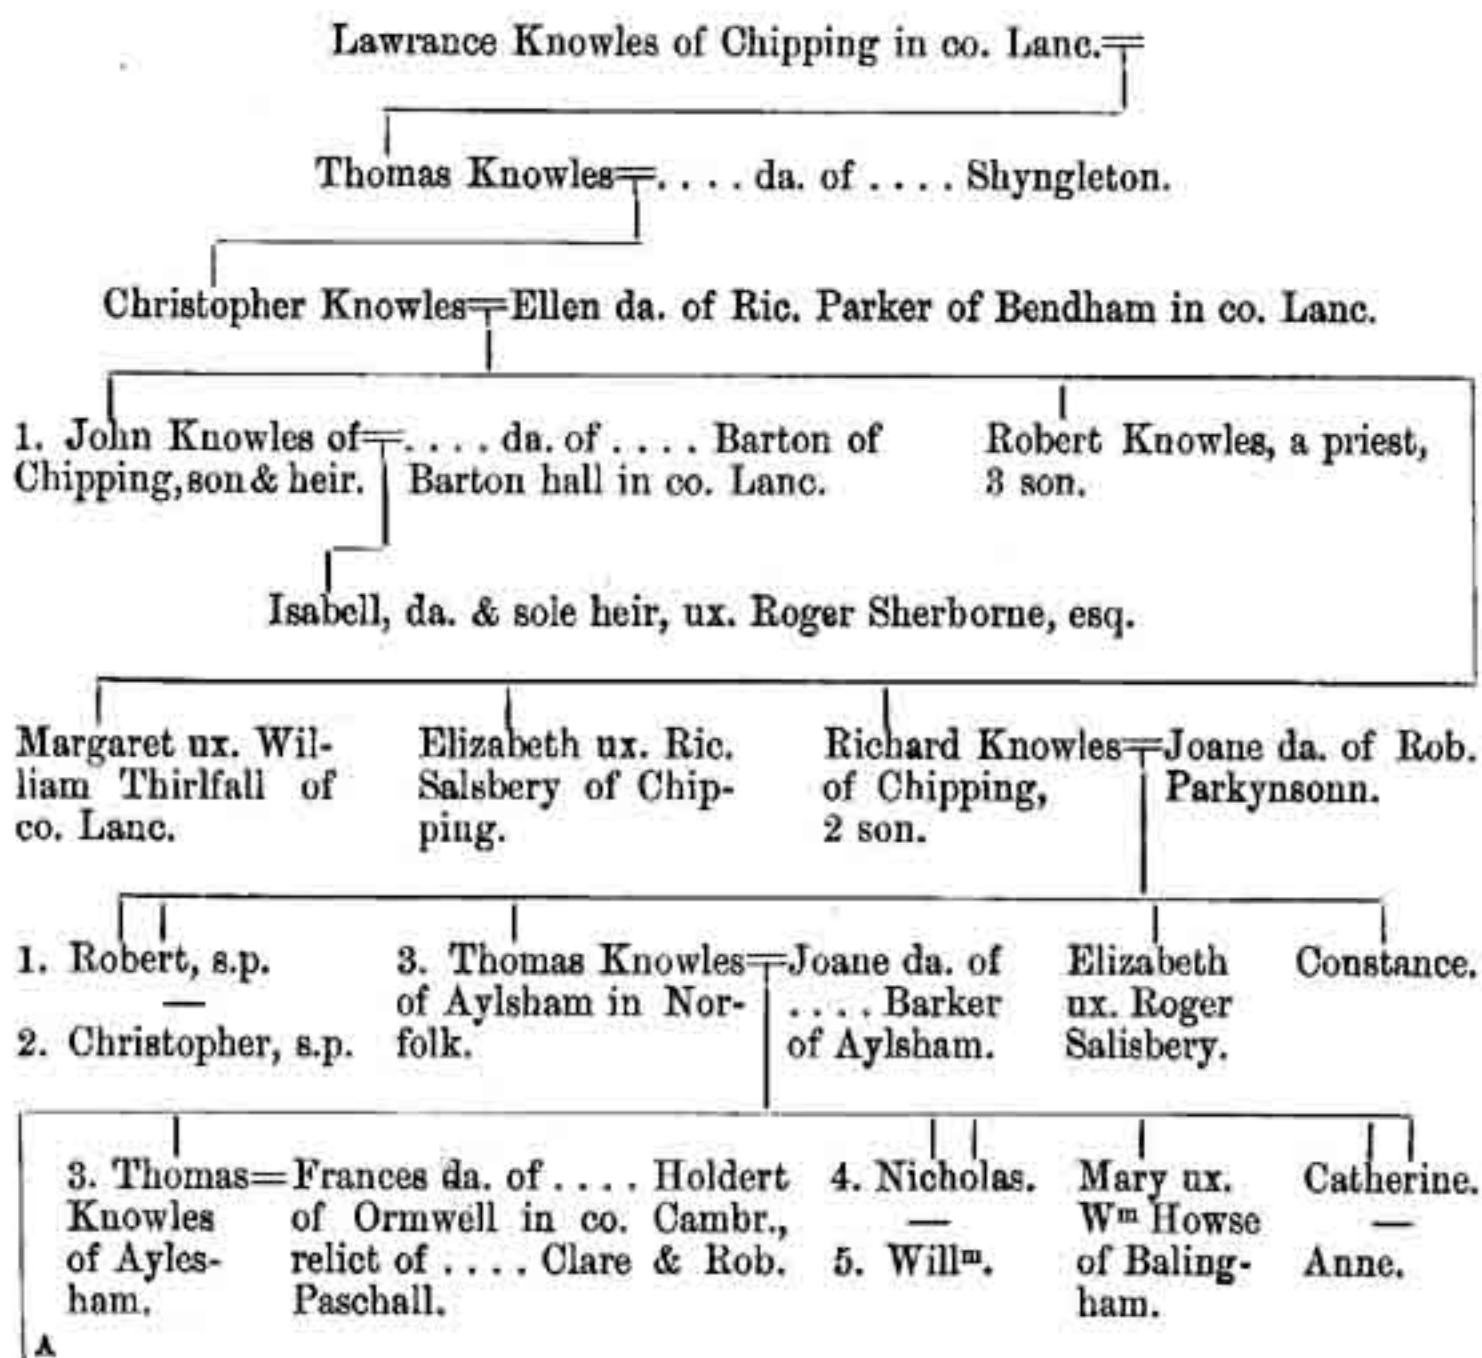 Lawrance Knowles of Chipping in co. Lanc.
Thomas Knowles=. . . . da. of . . . . Shyngleton.
Christopher Knowles=Ellen da. of Ric. Parker of Bendham in co. Lanc.
1. John Knowles of
Chipping, son & heir.
=. . . . da. of . . . . Barton of
Barton hall in co. Lanc.
Robert Knowles, a priest,
3 son.
Isabell, da. & sole heir, ux. Roger Sherborne, esq.
Margaret ux. Wil-
liam Thirlfall of
co. Lanc.
Elizabeth ux. Ric.
Salsbery of Chip-
ping.
Richard Knowles
of Chipping,
2 son.
=Joane da. of Rob.
Parkynsonn.
1. Robert, s.p.
—
2. Christopher, s.p.
3. Thomas Knowles
of Aylsham in Nor-
folk.
=Joane da. of
. . . . Barker
of Aylsham.
Elizabeth
ux. Roger
Salisbery.
Constance.
3. Thomas
Knowles
of Ayles-
ham.
=Frances da. of . . . . Holdert
of Ormwell in co. Cambr.,
relict of . . . . Clare & Rob.
Paschall.
4. Nicholas.
—
5. Willᵐ.
Mary ux.
Wᵐ Howse
of Baling-
ham.
Catherine.
—
Anne.
A